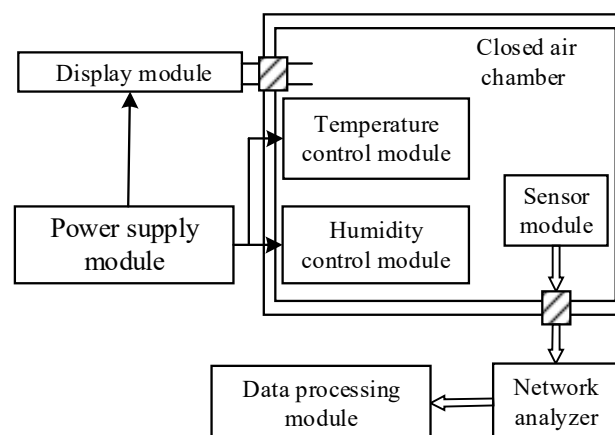 Display module
Closed air
chamber
Temperature
control module
Power supply
module
Humidity
control module
Sensor
module
Data processing
module
Network
analyzer